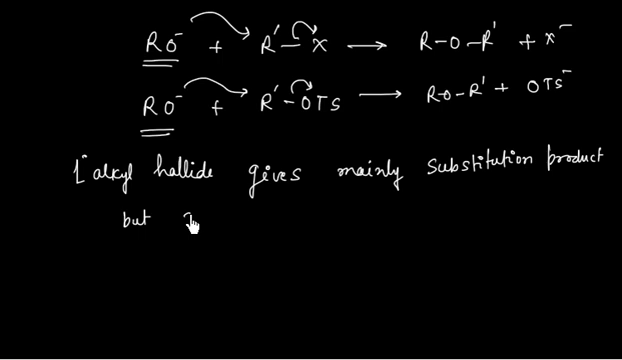 RO⁻ + R' — X ⟶ R-O-R' + X⁻
RO⁻ + R' - OTS ⟶ R-O-R' + OTS⁻
1° alkyl hallide gives mainly substitution product
but